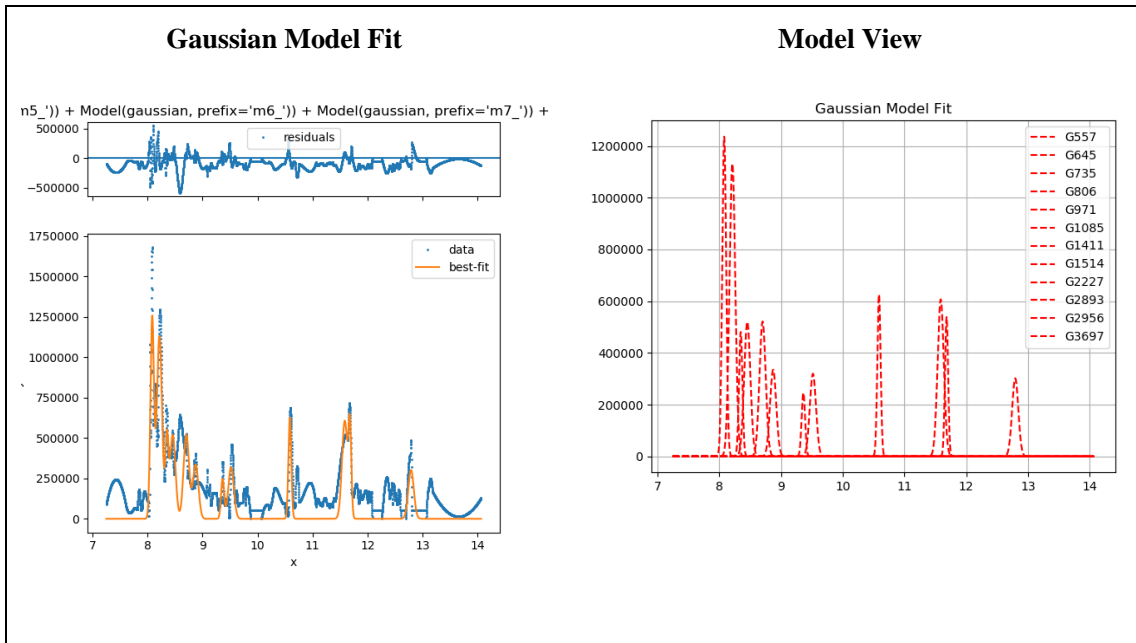 Gaussian Model Fit
Model View
n5_')) + Model(gaussian, prefix='m6_')) + Model(gaussian, prefix='m7_')) +
500000
0
−500000
residuals
1750000
1500000
1250000
1000000
750000
500000
250000
0
data
best-fit
7 8 9 10 11 12 13 14
x
Gaussian Model Fit
1200000
1000000
800000
600000
400000
200000
0
G557
G645
G735
G806
G971
G1085
G1411
G1514
G2227
G2893
G2956
G3697
7 8 9 10 11 12 13 14